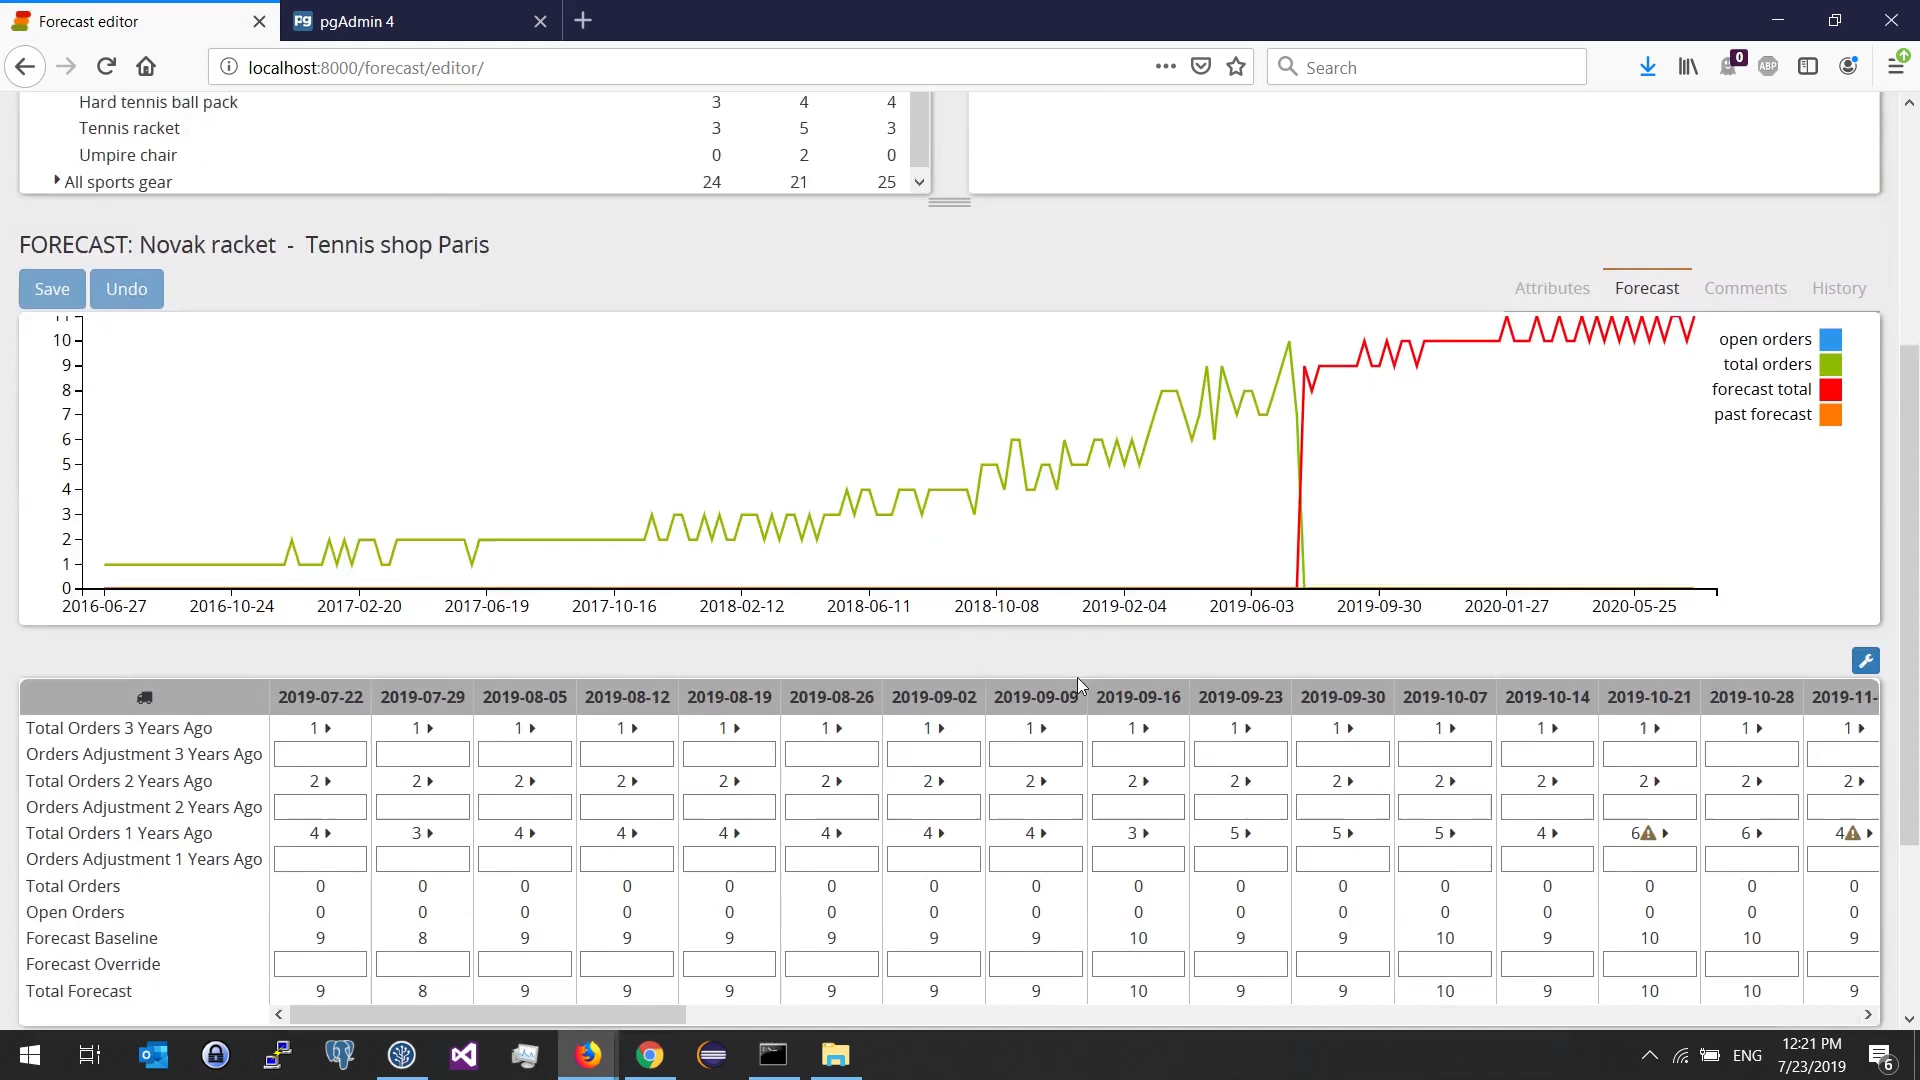 Forecast editor
pgAdmin 4
localhost:8000/forecast/editor/
Search
0
ABP
Hard tennis ball pack 3 4 4
Tennis racket 3 5 3
Umpire chair 0 2 0
All sports gear 24 21 25
FORECAST: Novak racket - Tennis shop Paris
Save Undo
Attributes Forecast Comments History
11
10
9
8
7
6
5
4
3
2
1
0
open orders
total orders
forecast total
past forecast
2016-06-27 2016-10-24 2017-02-20 2017-06-19 2017-10-16 2018-02-12 2018-06-11 2018-10-08 2019-02-04 2019-06-03 2019-09-30 2020-01-27 2020-05-25
2019-07-22 2019-07-29 2019-08-05 2019-08-12 2019-08-19 2019-08-26 2019-09-02 2019-09-09 2019-09-16 2019-09-23 2019-09-30 2019-10-07 2019-10-14 2019-10-21 2019-10-28 2019-11-
Total Orders 3 Years Ago 1 1 1 1 1 1 1 1 1 1 1 1 1 1 1 1
Orders Adjustment 3 Years Ago
Total Orders 2 Years Ago 2 2 2 2 2 2 2 2 2 2 2 2 2 2 2 2
Orders Adjustment 2 Years Ago
Total Orders 1 Years Ago 4 3 4 4 4 4 4 4 3 5 5 5 4 6 6 4
Orders Adjustment 1 Years Ago
Total Orders 0 0 0 0 0 0 0 0 0 0 0 0 0 0 0 0
Open Orders 0 0 0 0 0 0 0 0 0 0 0 0 0 0 0 0
Forecast Baseline 9 8 9 9 9 9 9 9 10 9 9 10 9 10 10 9
Forecast Override
Total Forecast 9 8 9 9 9 9 9 9 10 9 9 10 9 10 10 9
ENG
12:21 PM
7/23/2019
6